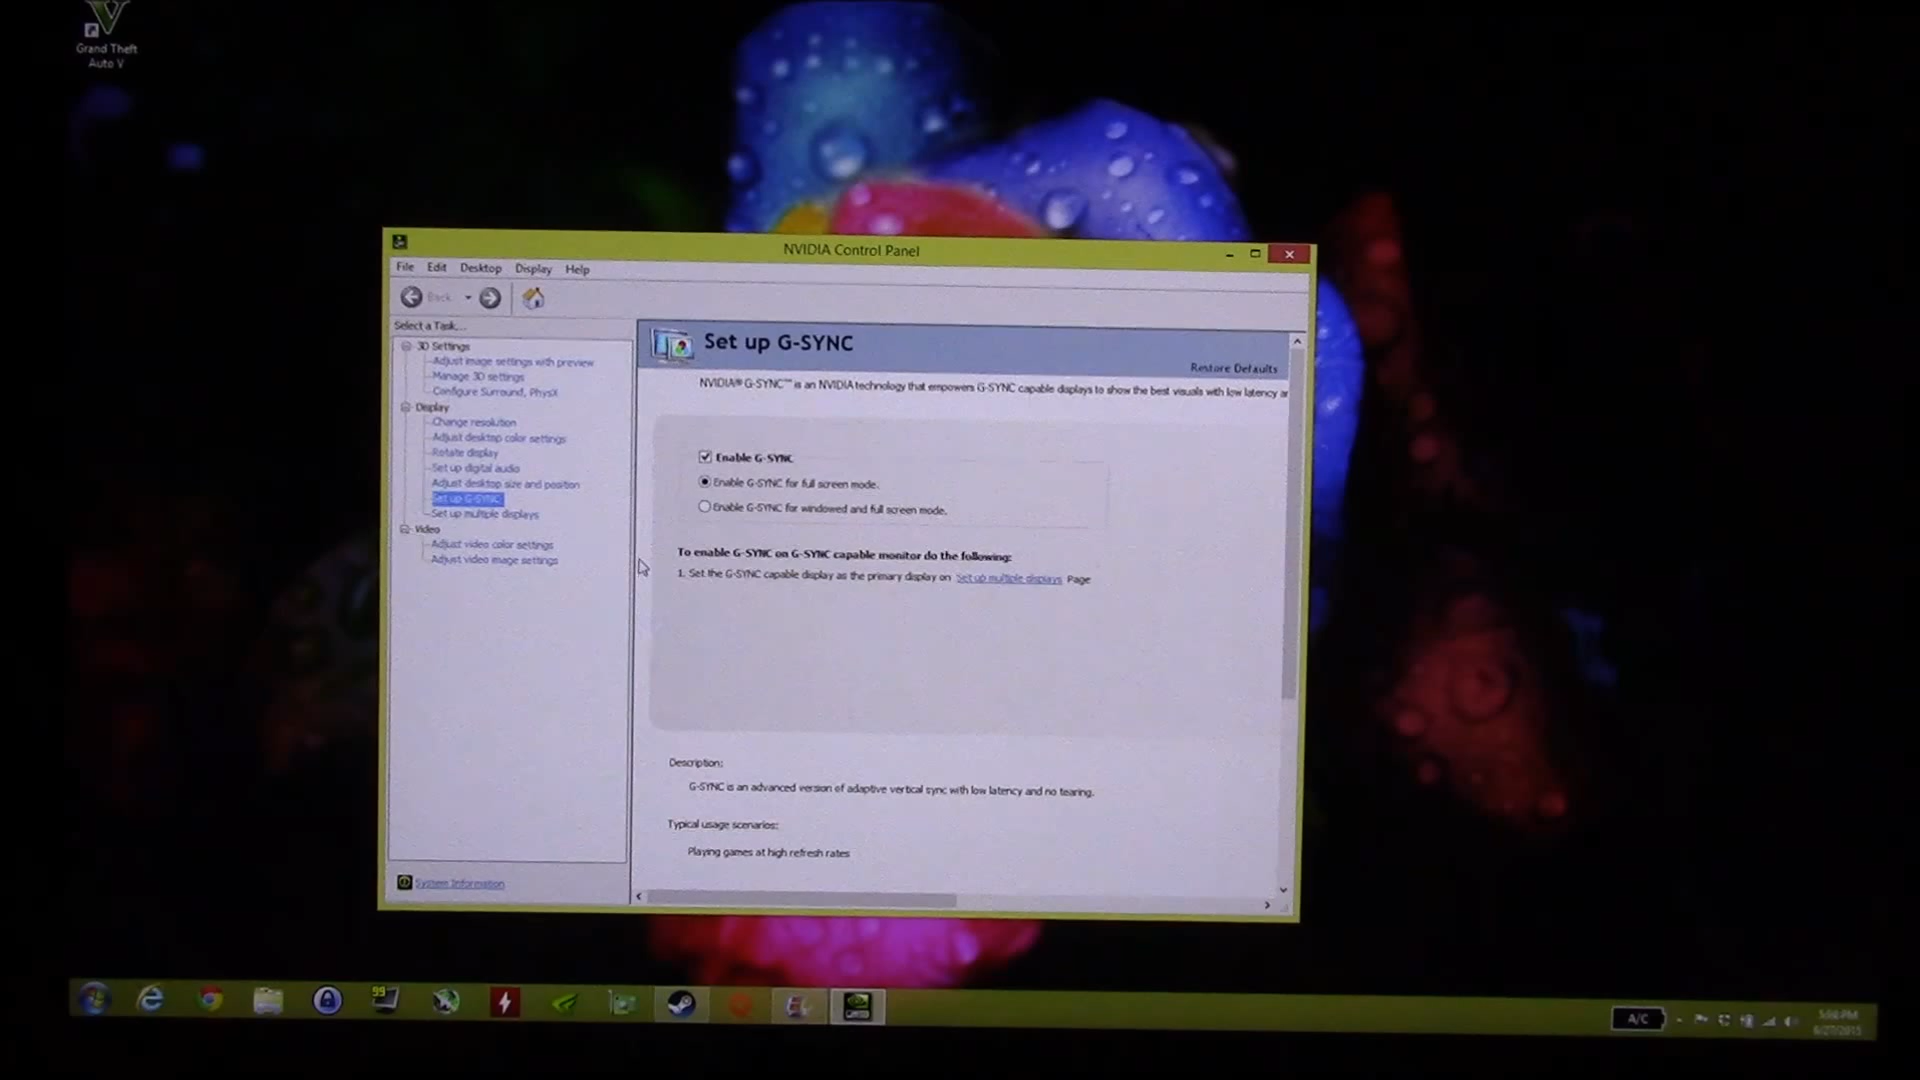 Grand Theft
Auto V
NVIDIA Control Panel
File Edit Desktop Display Help
Back
Select a Task...
3D Settings
Adjust image settings with preview
Manage 3D settings
Configure Surround, PhysX
Display
Change resolution
Adjust desktop color settings
Rotate display
Set up digital audio
Adjust desktop size and position
Set up G-SYNC
Set up multiple displays
Video
Adjust video color settings
Adjust video image settings
System Information
Set up G-SYNC
Restore Defaults
NVIDIA® G-SYNC™ is an NVIDIA technology that empowers G-SYNC capable displays to show the best visuals with low latency ar
Enable G-SYNC
Enable G-SYNC for full screen mode.
Enable G-SYNC for windowed and full screen mode.
To enable G-SYNC on G-SYNC capable monitor do the following:
1. Set the G-SYNC capable display as the primary display on Set up multiple displays Page
Description:
G-SYNC is an advanced version of adaptive vertical sync with low latency and no tearing.
Typical usage scenarios:
Playing games at high refresh rates
99
A/C
6/27/2015